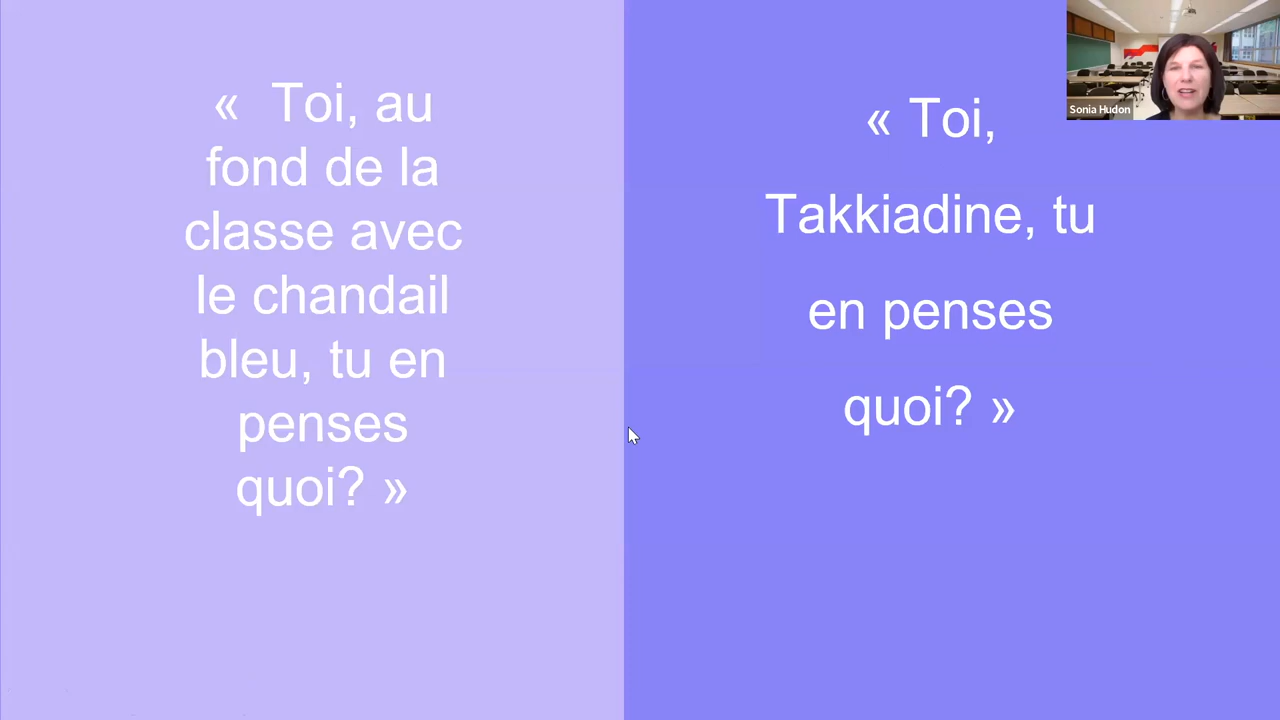 «  Toi, au
fond de la
classe avec
le chandail
bleu, tu en
penses
quoi? »
« Toi,
Takkiadine, tu
en penses
quoi? »
Sonia Hudon